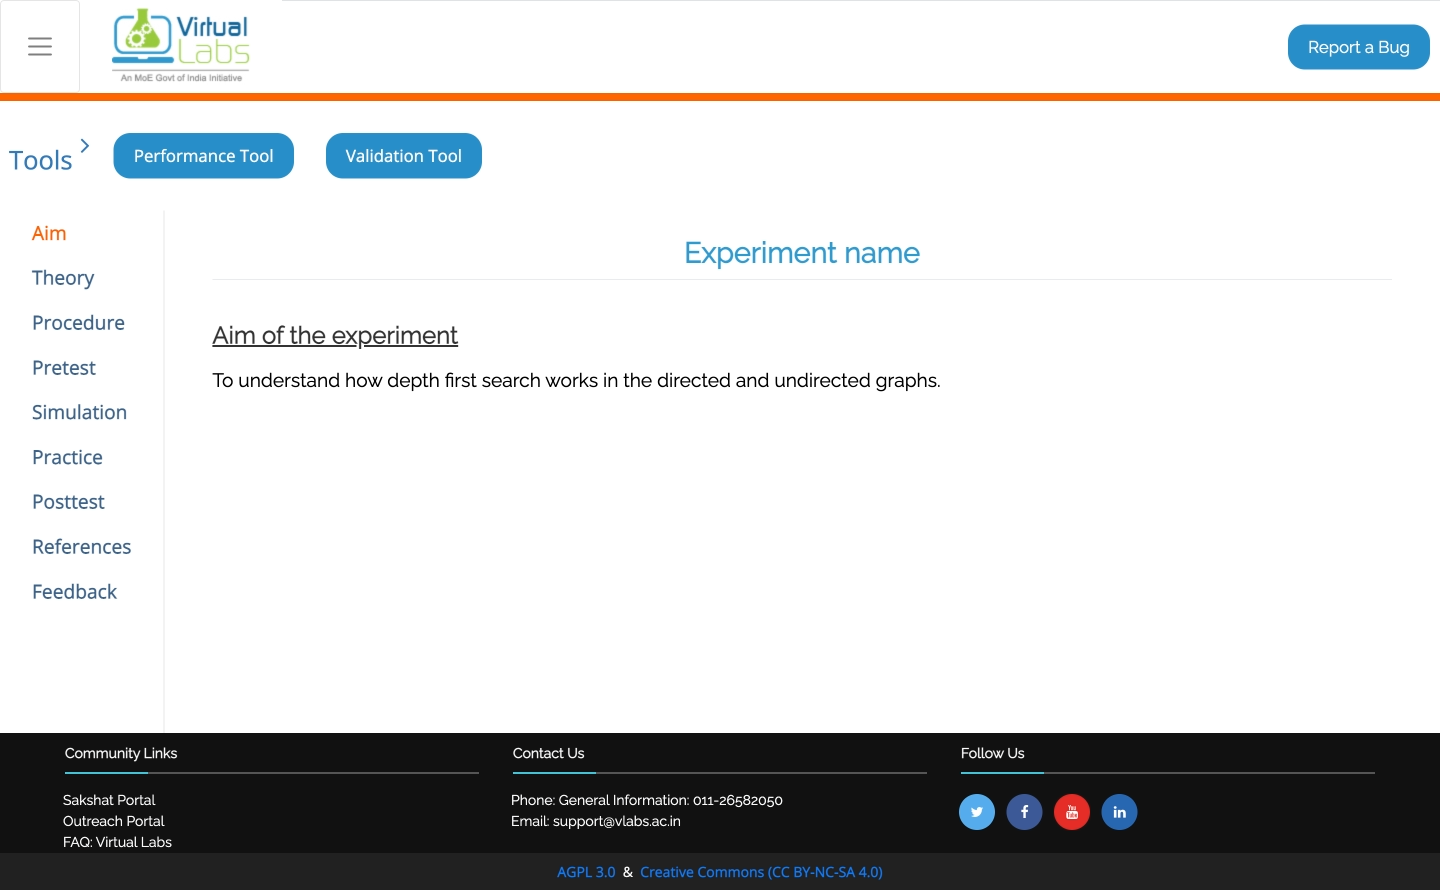 Virtual
Labs
An MoE Govt of India Initiative
Report a Bug
Tools
Performance Tool
Validation Tool
Aim
Theory
Procedure
Pretest
Simulation
Practice
Posttest
References
Feedback
Experiment name
Aim of the experiment
To understand how depth first search works in the directed and undirected graphs.
Community Links
Sakshat Portal
Outreach Portal
FAQ: Virtual Labs
Contact Us
Phone: General Information: 011-26582050
Email: support@vlabs.ac.in
Follow Us
You Tube
in
AGPL 3.0 & Creative Commons (CC BY-NC-SA 4.0)